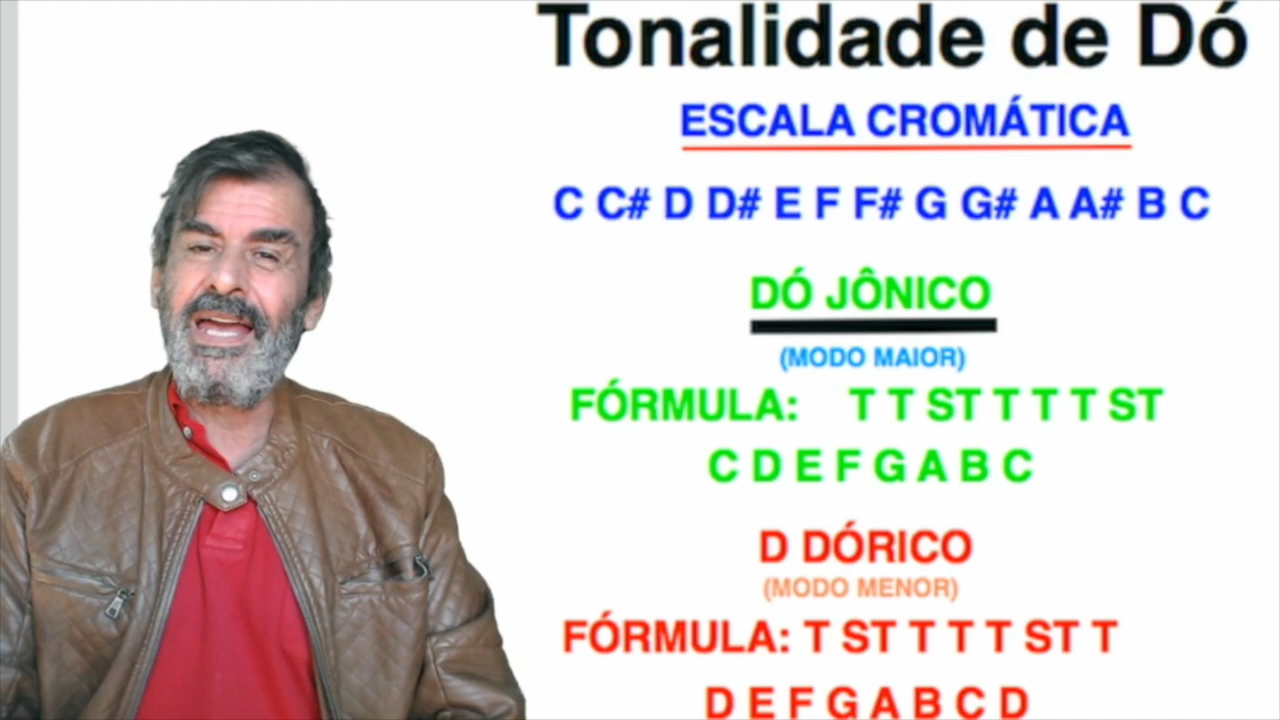 Tonalidade de Dó
ESCALA CROMÁTICA
C C# D D# E F F# G G# A A# B C
DÓ JÔNICO
(MODO MAIOR)
FÓRMULA: T T ST T T T ST
C D E F G A B C
D DÓRICO
(MODO MENOR)
FÓRMULA: T ST T T T ST T
D E F G A B C D